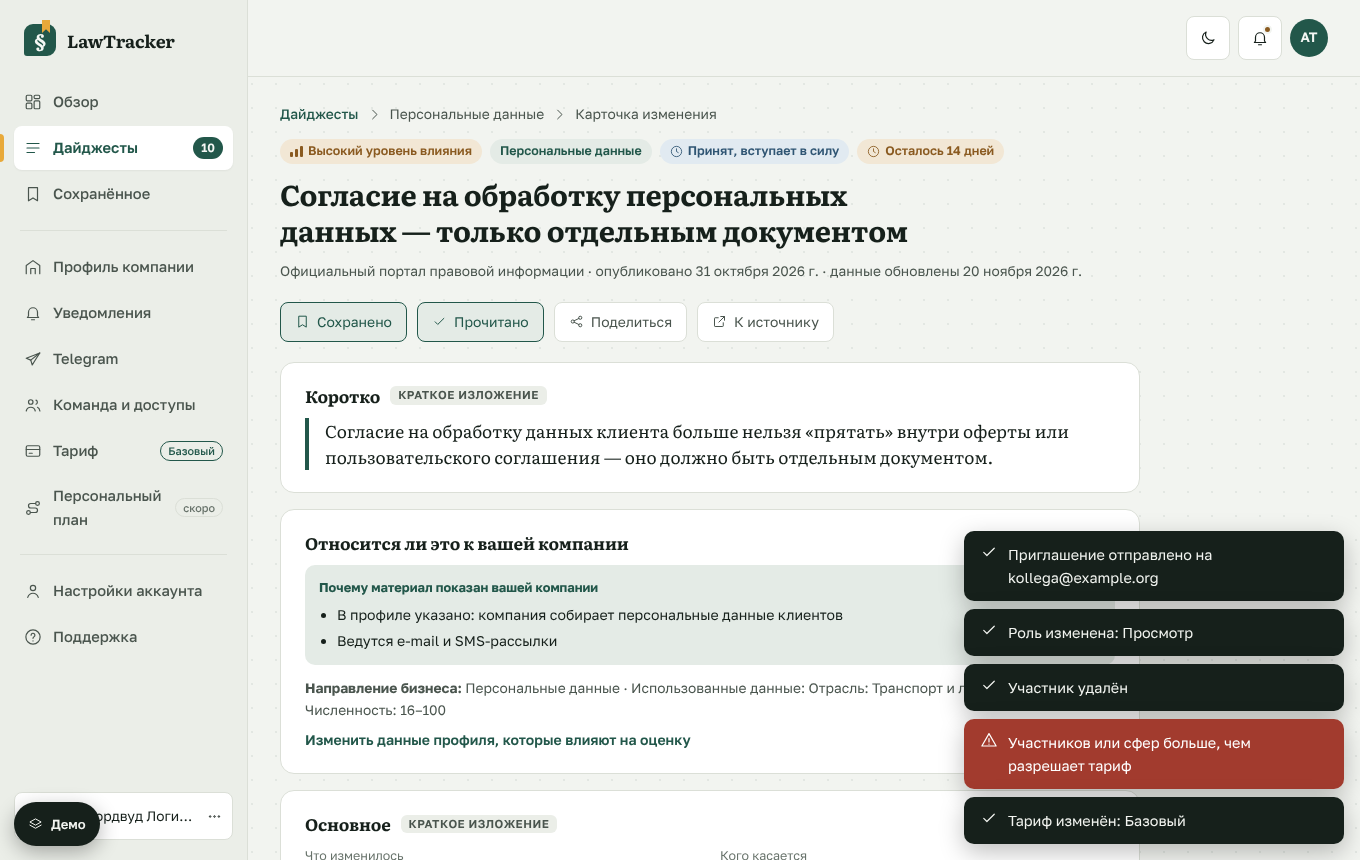 § LawTracker
AT
Обзор
Дайджесты 10
Сохранённое
Профиль компании
Уведомления
Telegram
Команда и доступы
Тариф Базовый
Персональный
план
скоро
Настройки аккаунта
Поддержка
Демо
Дайджесты > Персональные данные > Карточка изменения
Высокий уровень влияния Персональные данные Принят, вступает в силу Осталось 14 дней
Согласие на обработку персональных
данных — только отдельным документом
Официальный портал правовой информации · опубликовано 31 октября 2026 г. · данные обновлены 20 ноября 2026 г.
Сохранено Прочитано Поделиться К источнику
Коротко КРАТКОЕ ИЗЛОЖЕНИЕ
Согласие на обработку данных клиента больше нельзя «прятать» внутри оферты или
пользовательского соглашения — оно должно быть отдельным документом.
Относится ли это к вашей компании
Почему материал показан вашей компании
• В профиле указано: компания собирает персональные данные клиентов
• Ведутся e-mail и SMS-рассылки
Направление бизнеса: Персональные данные · Использованные данные: Отрасль: Транспорт и
Численность: 16–100
Изменить данные профиля, которые влияют на оценку
Основное КРАТКОЕ ИЗЛОЖЕНИЕ
Что изменилось Кого касается
Приглашение отправлено на
kollega@example.org
Роль изменена: Просмотр
Участник удалён
Участников или сфер больше, чем
разрешает тариф
Тариф изменён: Базовый